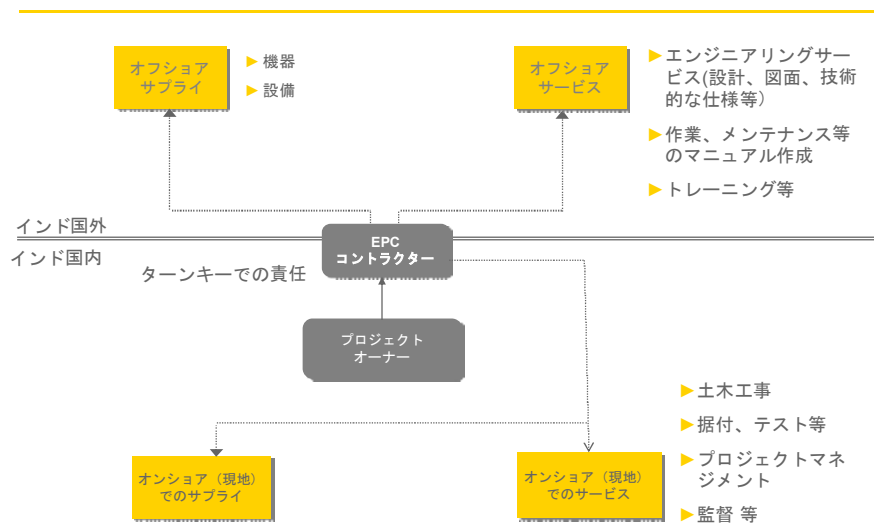 オフショア
サプライ
▶機器
▶設備
オフショア
サービス
▶エンジニアリングサー
ビス(設計、図面、技術
的な仕様等）
▶作業、メンテナンス等
のマニュアル作成
▶トレーニング等
インド国外
インド国内
EPC
コントラクター
ターンキーでの責任
プロジェクト
オーナー
オンショア（現地）
でのサプライ
オンショア（現地）
でのサービス
▶土木工事
▶据付、テスト等
▶プロジェクトマネ
ジメント
▶監督 等